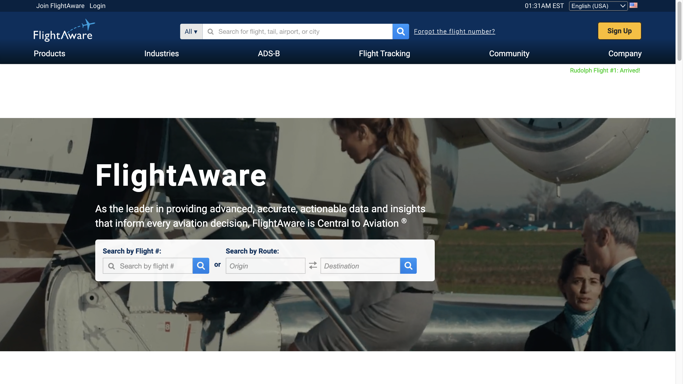 Join FlightAware Login
01:31AM EST English (USA)
FlightAware
All ▾ Search for flight, tail, airport, or city
Forgot the flight number?
Sign Up
Products Industries ADS-B Flight Tracking Community Company
Rudolph Flight #1: Arrived!
FlightAware
As the leader in providing advanced, accurate, actionable data and insights
that inform every aviation decision, FlightAware is Central to Aviation ®
Search by Flight #: Search by Route:
Search by flight # or Origin Destination